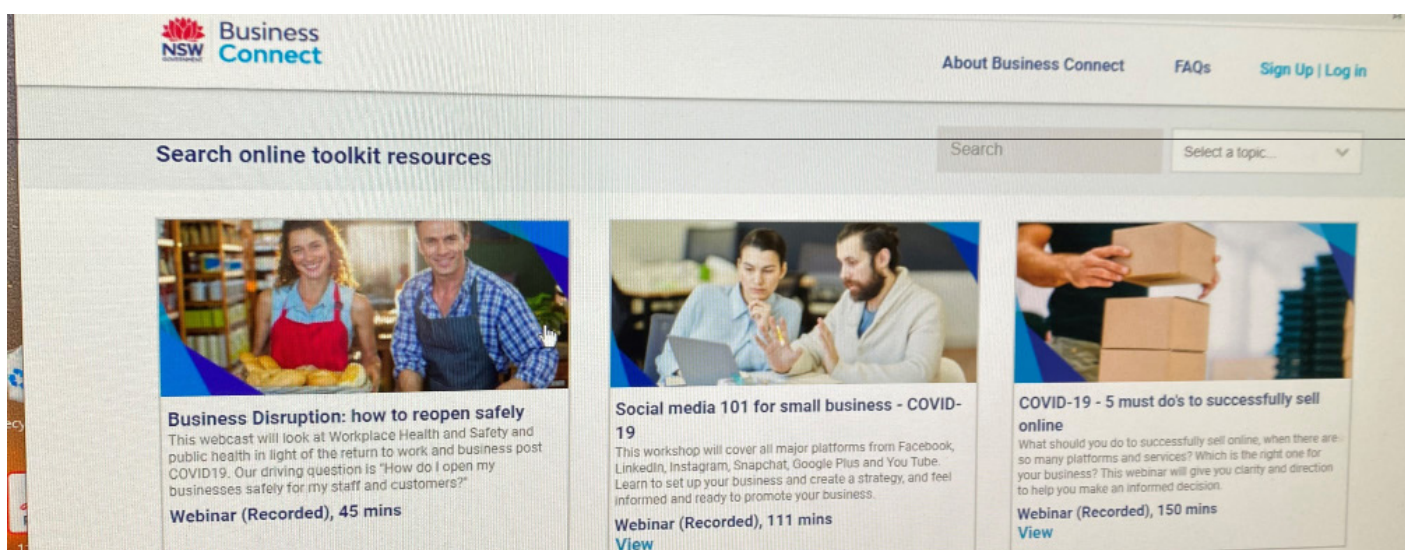 Business
Connect
NSW
GOVERNMENT
About Business Connect
FAQs
Sign Up | Log in
Search online toolkit resources
Search
Select a topic...
Business Disruption: how to reopen safely
This webcast will look at Workplace Health and Safety and
public health in light of the return to work and business post
COVID19. Our driving question is "How do I open my
businesses safely for my staff and customers?"
Webinar (Recorded), 45 mins
Social media 101 for small business - COVID-
19
This workshop will cover all major platforms from Facebook,
LinkedIn, Instagram, Snapchat, Google Plus and You Tube.
Learn to set up your business and create a strategy, and feel
informed and ready to promote your business.
Webinar (Recorded), 111 mins
View
COVID-19 - 5 must do's to successfully sell
online
What should you do to successfully sell online, when there are
so many platforms and services? Which is the right one for
your business? This webinar will give you clarity and direction
to help you make an informed decision.
Webinar (Recorded), 150 mins
View